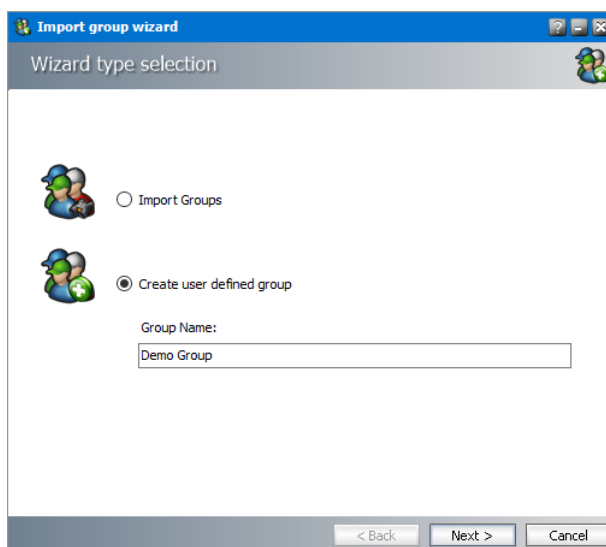 Import group wizard
Wizard type selection
Import Groups
Create user defined group
Group Name:
Demo Group
< Back Next > Cancel